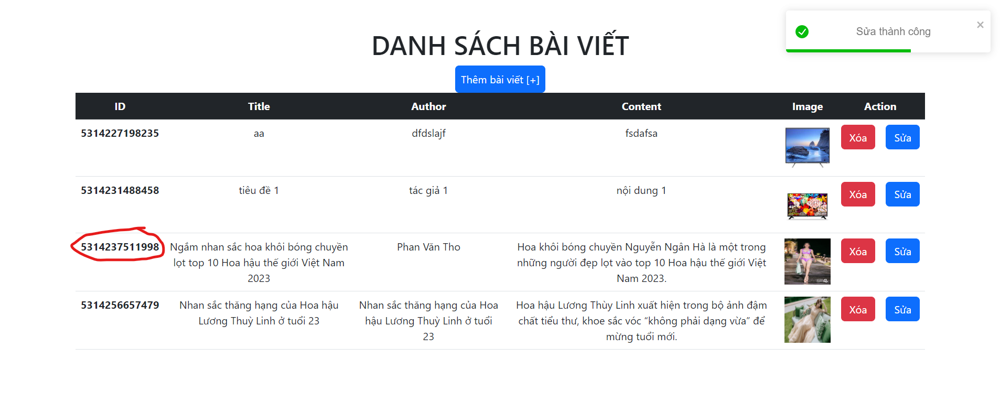 Sửa thành công
DANH SÁCH BÀI VIẾT
Thêm bài viết [+]
ID Title Author Content Image Action
5314227198235 aa dfdslajf fsdafsa Xóa Sửa
5314231488458 tiêu đề 1 tác giả 1 nội dung 1 Xóa Sửa
43"
5314237511998 Ngắm nhan sắc hoa khôi bóng chuyền Phan Văn Tho Hoa khôi bóng chuyền Nguyễn Ngân Hà là một trong Xóa Sửa
lọt top 10 Hoa hậu thế giới Việt Nam những người đẹp lọt vào top 10 Hoa hậu thế giới Việt
2023 Nam 2023.
5314256657479 Nhan sắc thăng hạng của Hoa hậu Nhan sắc thăng hạng của Hoa Hoa hậu Lương Thùy Linh xuất hiện trong bộ ảnh đậm Xóa Sửa
Lương Thuỳ Linh ở tuổi 23 hậu Lương Thuỳ Linh ở tuổi chất tiểu thư, khoe sắc vóc “không phải dạng vừa” để
23 mừng tuổi mới.